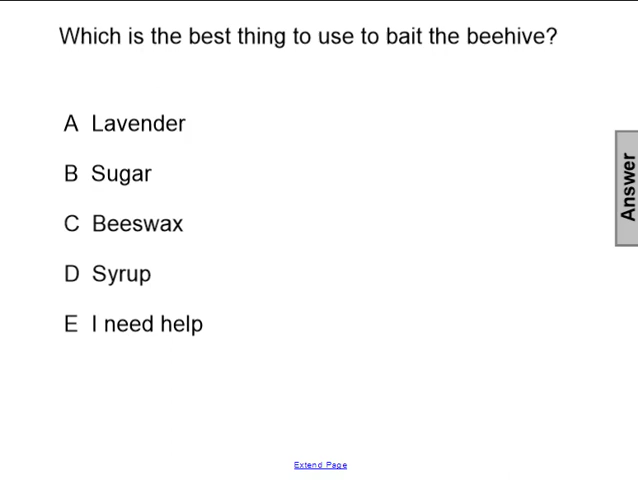 Which is the best thing to use to bait the beehive?
A Lavender
B Sugar
C Beeswax
D Syrup
E I need help
Answer
Extend Page